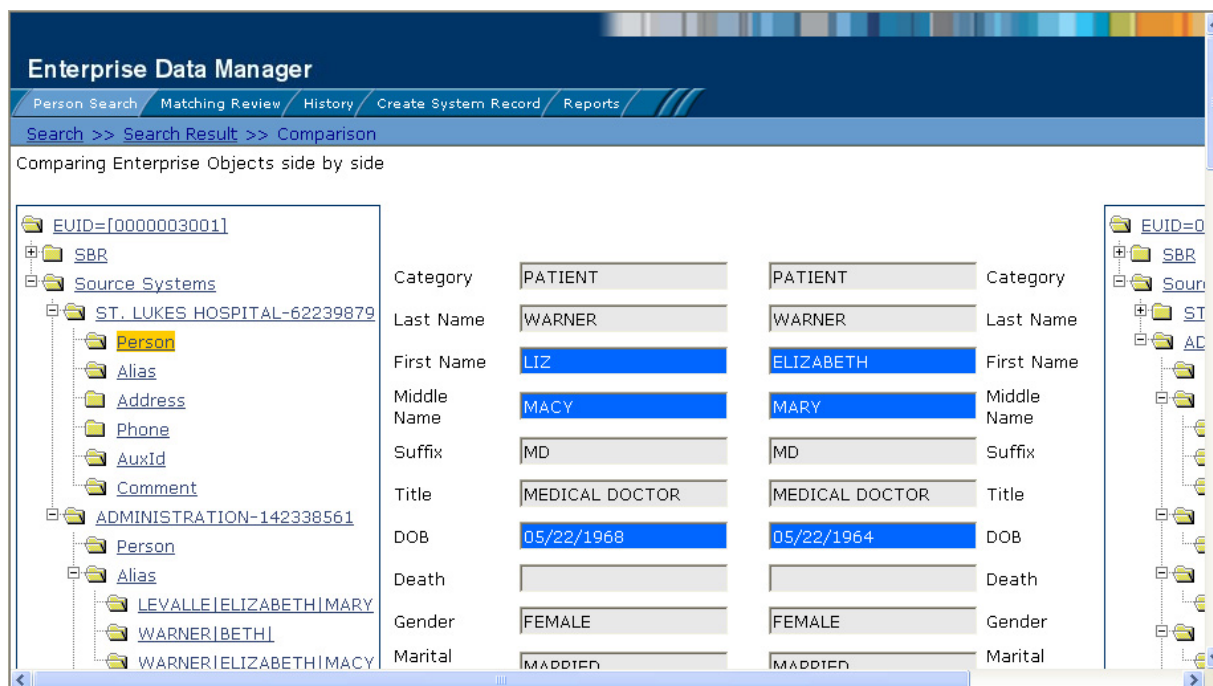 Enterprise Data Manager
Person Search / Matching Review / History / Create System Record / Reports
Search >> Search Result >> Comparison
Comparing Enterprise Objects side by side
EUID=[0000003001]
SBR
Source Systems
ST. LUKES HOSPITAL-62239879
Person
Alias
Address
Phone
AuxId
Comment
ADMINISTRATION-142338561
Person
Alias
LEVALLE|ELIZABETH|MARY
WARNER|BETH|
WARNER|ELIZABETH|MACY
Category PATIENT PATIENT Category
Last Name WARNER WARNER Last Name
First Name LIZ ELIZABETH First Name
Middle Name MACY MARY Middle Name
Suffix MD MD Suffix
Title MEDICAL DOCTOR MEDICAL DOCTOR Title
DOB 05/22/1968 05/22/1964 DOB
Death Death
Gender FEMALE FEMALE Gender
Marital MARRIED MARRIED Marital
EUID=0
SBR
Sour
ST
AD